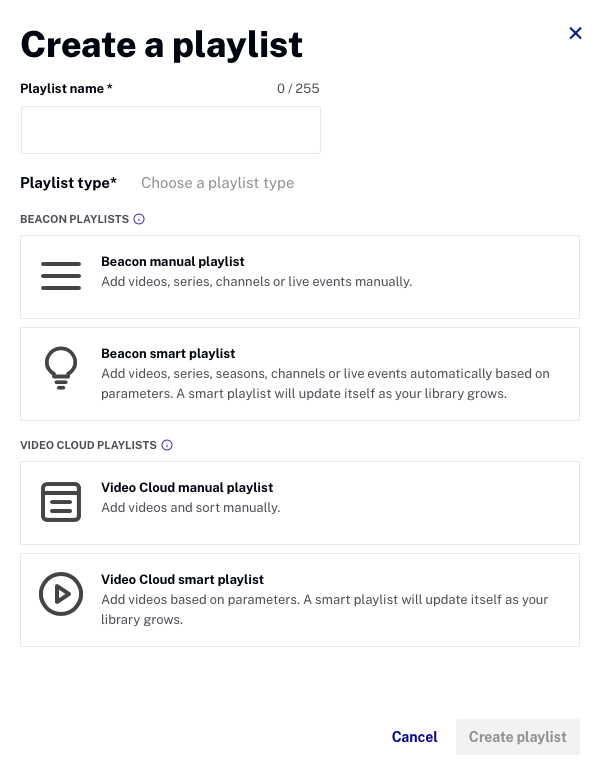 Create a playlist
Playlist name *
0 / 255
Playlist type*
Choose a playlist type
BEACON PLAYLISTS
Beacon manual playlist
Add videos, series, channels or live events manually.
Beacon smart playlist
Add videos, series, seasons, channels or live events automatically based on
parameters. A smart playlist will update itself as your library grows.
VIDEO CLOUD PLAYLISTS
Video Cloud manual playlist
Add videos and sort manually.
Video Cloud smart playlist
Add videos based on parameters. A smart playlist will update itself as your
library grows.
Cancel
Create playlist